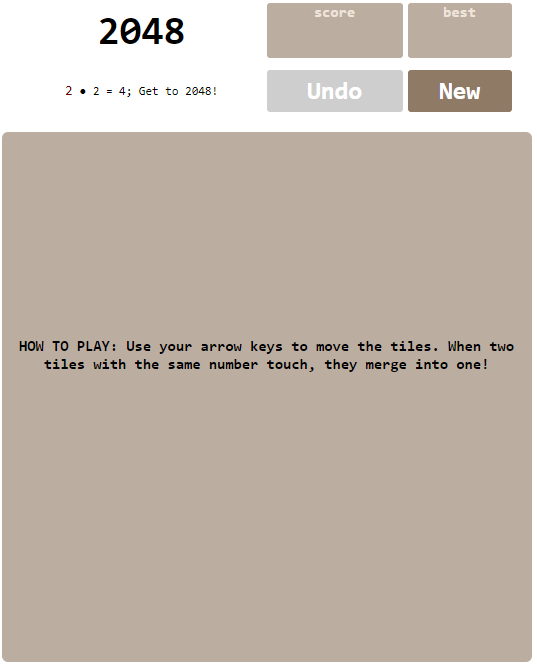 2048
score
best
2 • 2 = 4; Get to 2048!
Undo
New
HOW TO PLAY: Use your arrow keys to move the tiles. When two
tiles with the same number touch, they merge into one!